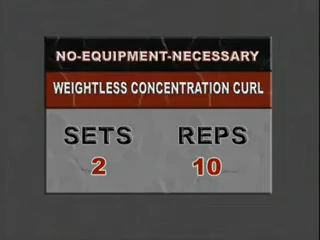 NO-EQUIPMENT-NECESSARY
WEIGHTLESS CONCENTRATION CURL
SETS REPS
2 10